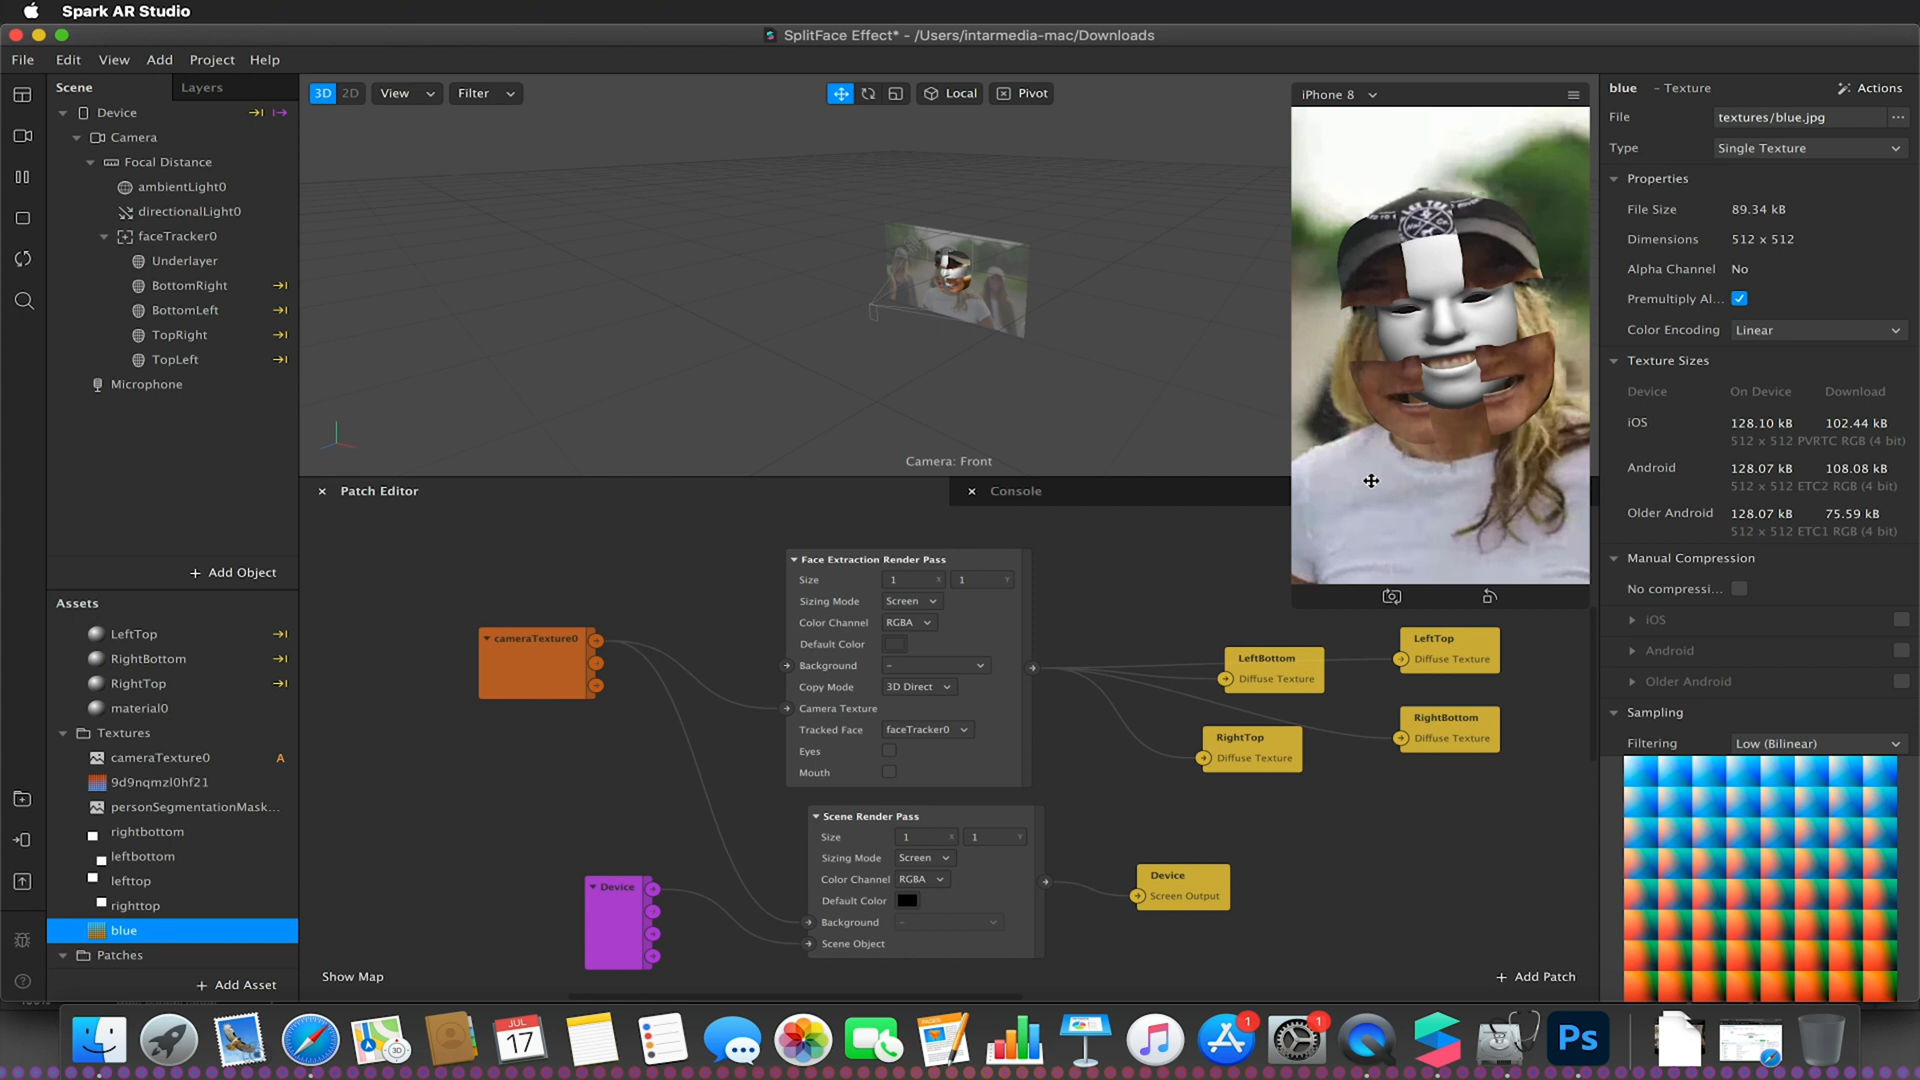 Spark AR Studio
SplitFace Effect* - /Users/intarmedia-mac/Downloads
File Edit View Add Project Help
Scene
Layers
Device
Camera
Focal Distance
ambientLight0
directionalLight0
faceTracker0
Underlayer
BottomRight
BottomLeft
TopRight
TopLeft
Microphone
+ Add Object
Assets
LeftTop
RightBottom
RightTop
material0
Textures
cameraTexture0 A
9d9nqmzl0hf21
personSegmentationMask...
rightbottom
leftbottom
lefttop
righttop
blue
Patches
+ Add Asset
3D 2D View Filter
Local Pivot
Camera: Front
iPhone 8
× Patch Editor
× Console
cameraTexture0
Face Extraction Render Pass
Size 1 X 1 Y
Sizing Mode Screen
Color Channel RGBA
Default Color
Background -
Copy Mode 3D Direct
Camera Texture
Tracked Face faceTracker0
Eyes
Mouth
LeftBottom
Diffuse Texture
LeftTop
Diffuse Texture
RightTop
Diffuse Texture
RightBottom
Diffuse Texture
Device
Scene Render Pass
Size 1 X 1 Y
Sizing Mode Screen
Color Channel RGBA
Default Color
Background -
Scene Object
Device
Screen Output
Show Map
+ Add Patch
blue - Texture
Actions
File textures/blue.jpg ...
Type Single Texture
Properties
File Size 89.34 kB
Dimensions 512 x 512
Alpha Channel No
Premultiply Al...
Color Encoding Linear
Texture Sizes
Device On Device Download
iOS 128.10 kB 102.44 kB
512 x 512 PVRTC RGB (4 bit)
Android 128.07 kB 108.08 kB
512 x 512 ETC2 RGB (4 bit)
Older Android 128.07 kB 75.59 kB
512 x 512 ETC1 RGB (4 bit)
Manual Compression
No compressi...
iOS
Android
Older Android
Sampling
Filtering Low (Bilinear)
JUL
17
3D
1
1
Ps